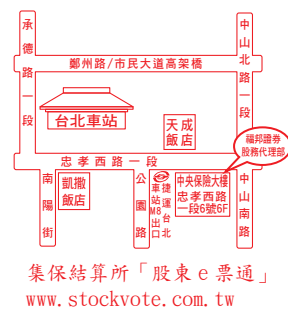 承德路一段
中山北路一段
鄭州路/市民大道高架橋
台北車站
天成
飯店
福邦證券
股務代理部
忠孝西路一段
南陽街
凱撒
飯店
公園路
捷運台北
車站M8出口
中央保險大樓
忠孝西路
一段6號6F
中山南路
集保結算所「股東e票通」
www.stockvote.com.tw